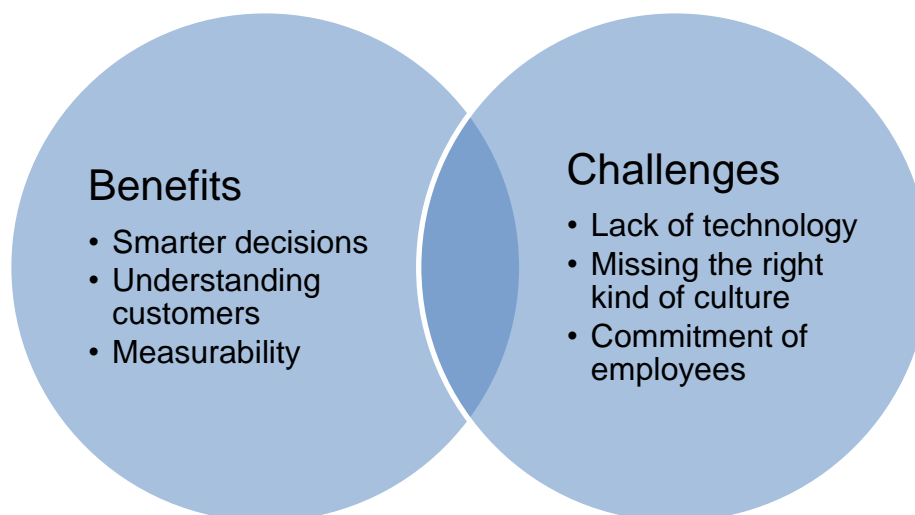 Benefits
• Smarter decisions
• Understanding
customers
• Measurability
Challenges
• Lack of technology
• Missing the right
kind of culture
• Commitment of
employees